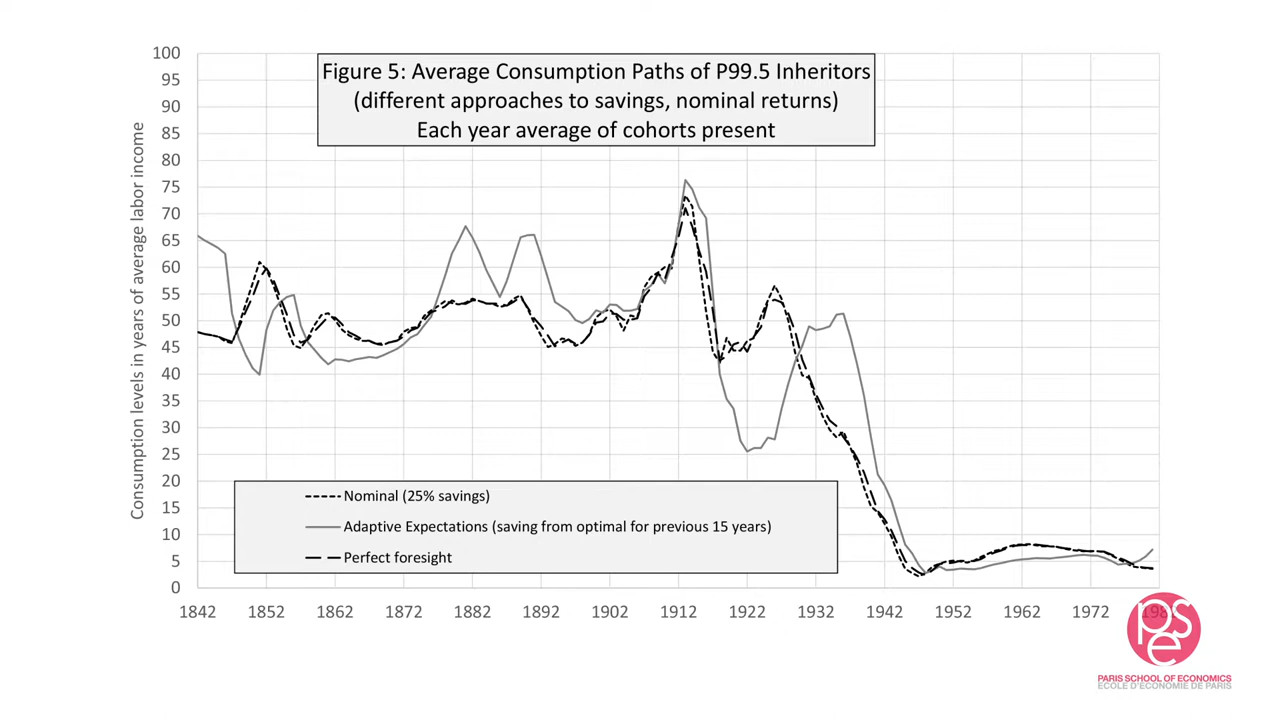 Figure 5: Average Consumption Paths of P99.5 Inheritors
(different approaches to savings, nominal returns)
Each year average of cohorts present
Consumption levels in years of average labor income
100
95
90
85
80
75
70
65
60
55
50
45
40
35
30
25
20
15
10
5
0
Nominal (25% savings)
Adaptive Expectations (saving from optimal for previous 15 years)
Perfect foresight
1842 1852 1862 1872 1882 1892 1902 1912 1922 1932 1942 1952 1962 1972
pse
PARIS SCHOOL OF ECONOMICS
ECOLE D'ECONOMIE DE PARIS